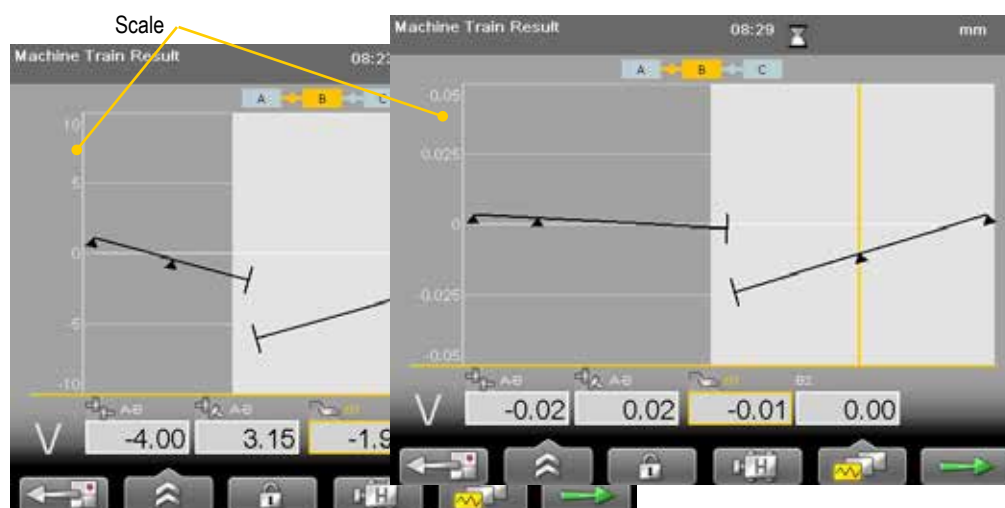 Scale
Machine Train Result 08:2
A B C
10
5
0
-5
-10
A-B A-B
V -4.00 3.15 -1.9
H
Machine Train Result 08:29 mm
A B C
-0.05
0.025
0
-0.025
-0.05
A-B A-B B1 B2
V -0.02 0.02 -0.01 0.00
H